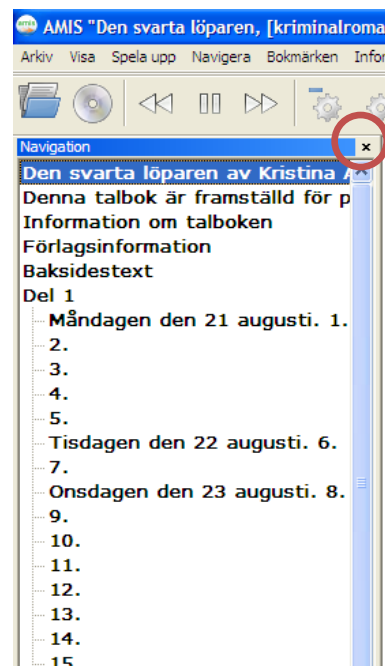 AMIS "Den svarta löparen, [kriminalroma
Arkiv Visa Spela upp Navigera Bokmärken Infor
Navigation
Den svarta löparen av Kristina A
Denna talbok är framställd för p
Information om talboken
Förlagsinformation
Baksidestext
Del 1
Måndagen den 21 augusti. 1.
2.
3.
4.
5.
Tisdagen den 22 augusti. 6.
7.
Onsdagen den 23 augusti. 8.
9.
10.
11.
12.
13.
14.
15